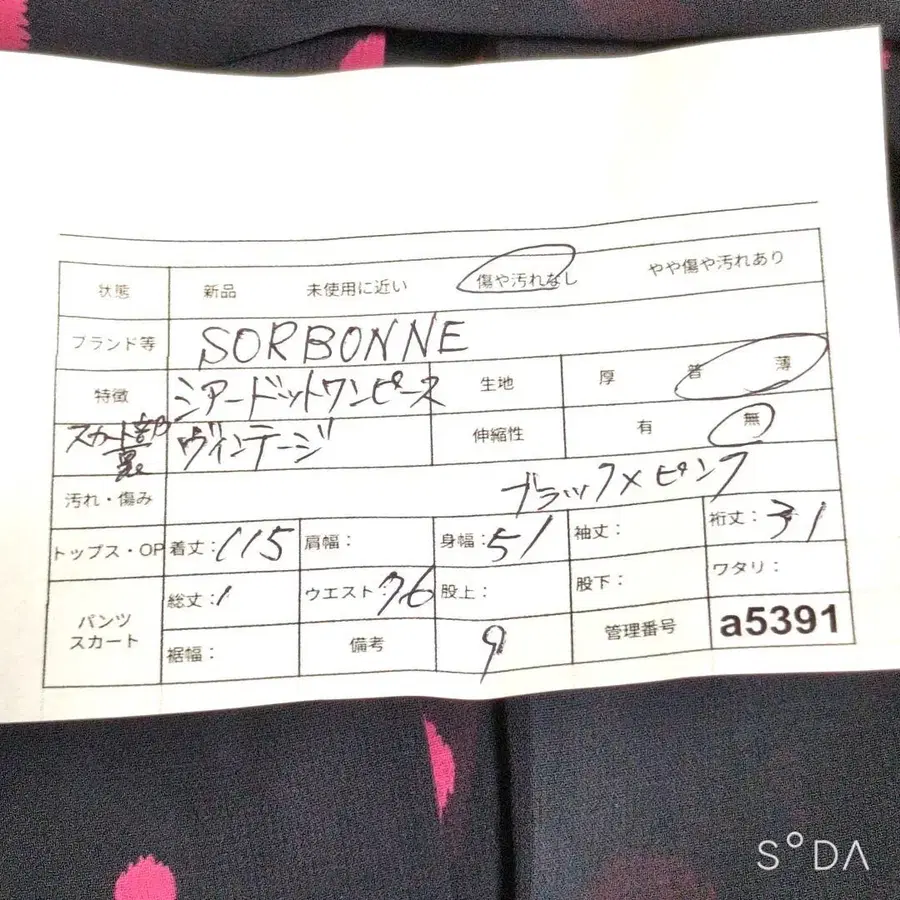 状態 新品 未使用に近い 傷や汚れなし やや傷や汚れあり
ブランド等 SORBONNE
特徴 シアードットワンピース 生地 厚 普 薄
スカート部 ヴィンテージ 伸縮性 有 無
裏
汚れ・傷み ブラック×ピンク
トップス・OP 着丈:115 肩幅: 身幅:51 袖丈: 裄丈:31
パンツ 総丈:1 ウエスト:76 股上: 股下: ワタリ:
スカート 裾幅: 備考 9 管理番号 a5391
S°DA